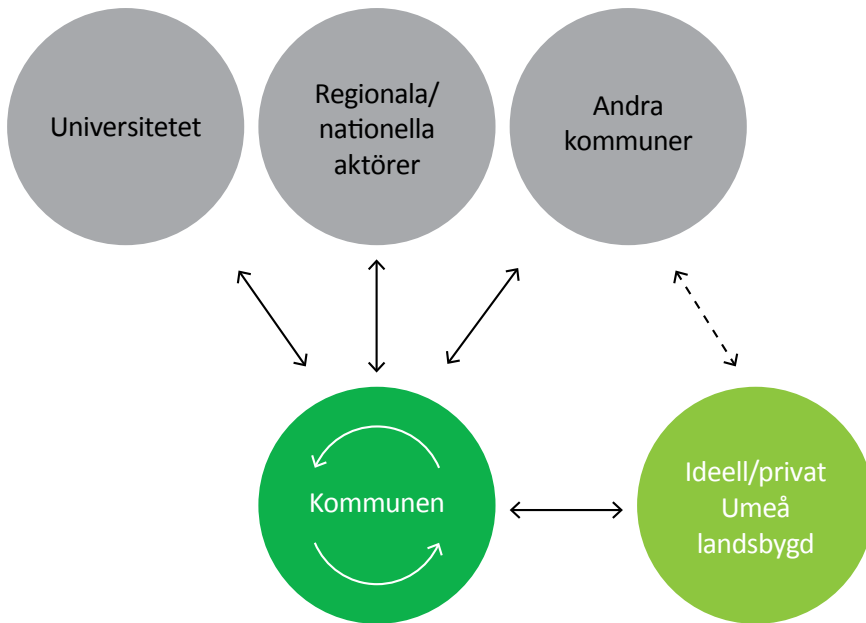 Universitetet
Regionala/
nationella
aktörer
Andra
kommuner
Kommunen
Ideell/privat
Umeå
landsbygd